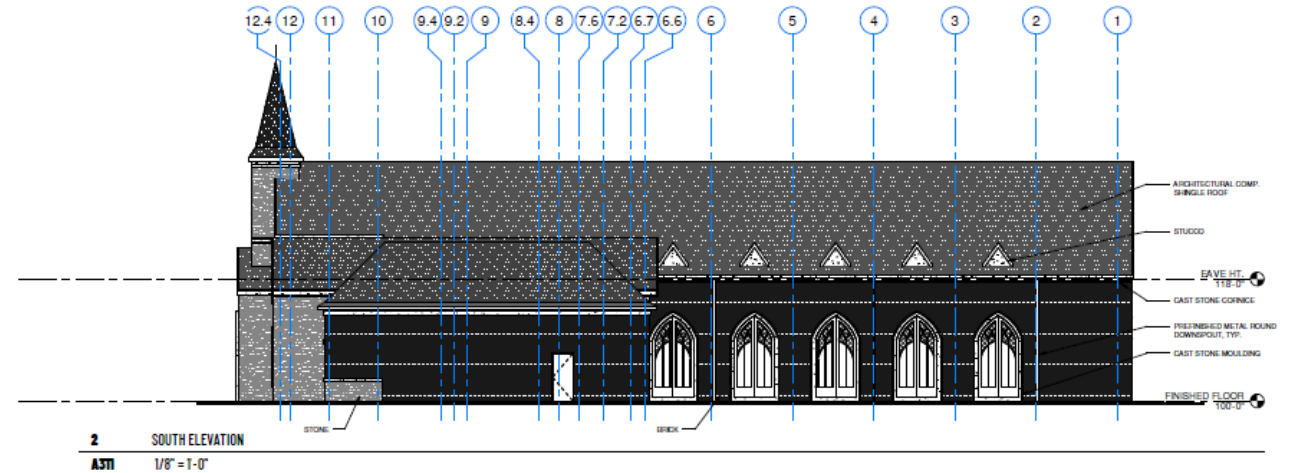 12.4 12 11 10 9.4 9.2 9 8.4 8 7.6 7.2 6.7 6.6 6 5 4 3 2 1
ARCHITECTURAL COMP.
SHINGLE ROOF
STUCCO
EAVE HT.
118'-0"
CAST STONE CORNICE
PREFINISHED METAL ROUND
DOWNSPOUT, TYP.
CAST STONE MOULDING
FINISHED FLOOR
100'-0"
STONE
BRICK
2 SOUTH ELEVATION
A311 1/8" = 1'-0"